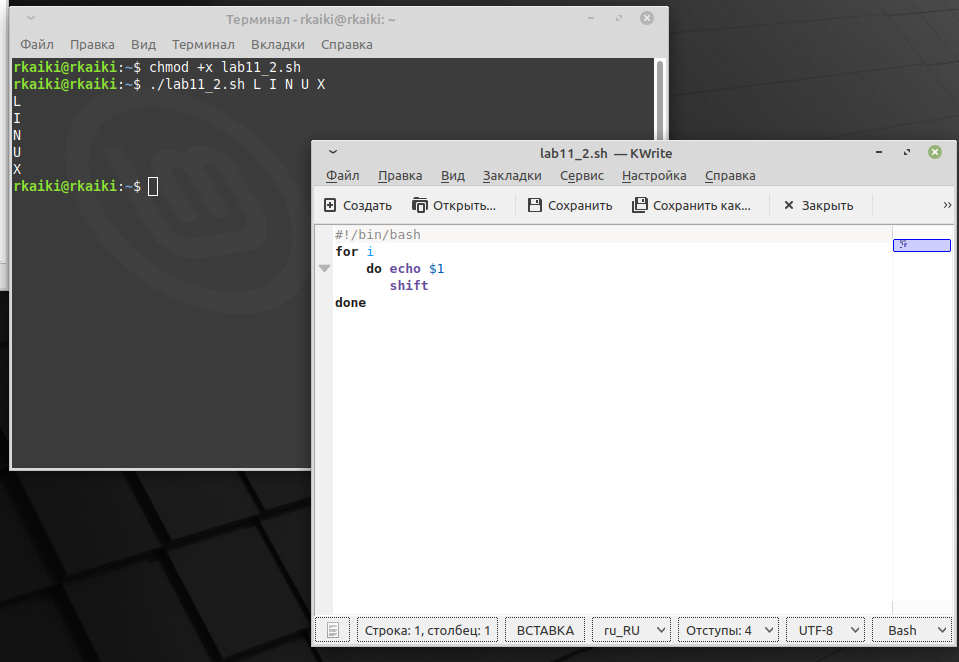 Терминал - rkaiki@rkaiki: ~
Файл Правка Вид Терминал Вкладки Справка
rkaiki@rkaiki:~$ chmod +x lab11_2.sh
rkaiki@rkaiki:~$ ./lab11_2.sh L I N U X
L
I
N
U
X
rkaiki@rkaiki:~$
lab11_2.sh — KWrite
Файл Правка Вид Закладки Сервис Настройка Справка
Создать Открыть... Сохранить Сохранить как... Закрыть »
#!/bin/bash
for i
    do echo $1
       shift
done
Строка: 1, столбец: 1 ВСТАВКА ru_RU Отступы: 4 UTF-8 Bash